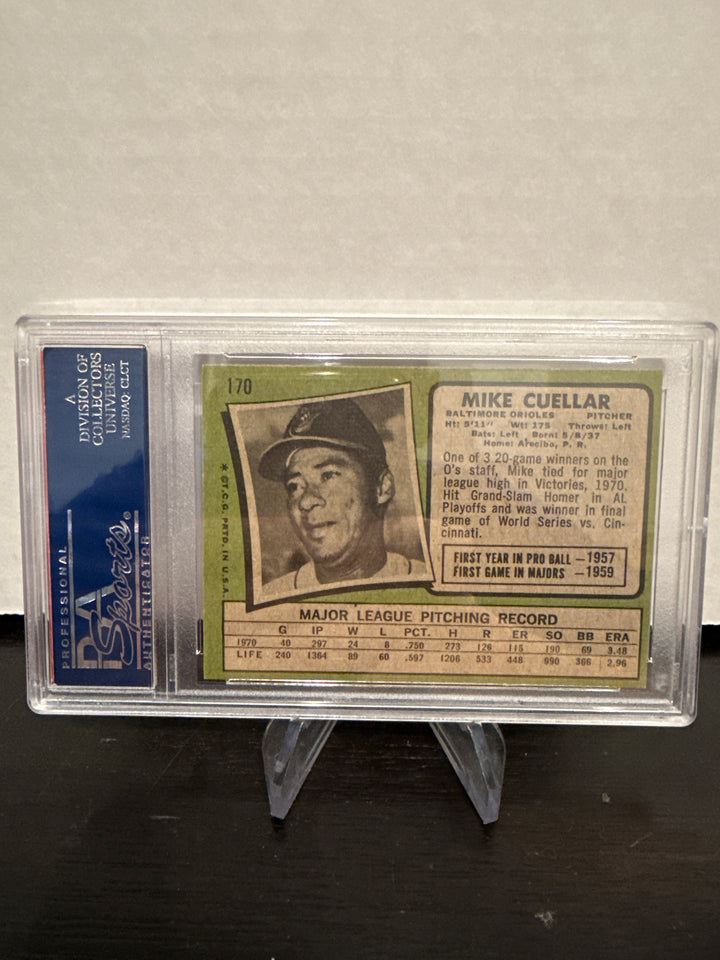 A
DIVISION OF
COLLECTORS
UNIVERSE
NASDAQ: CLCT
PROFESSIONAL
PSA
Sports®
AUTHENTICATOR
170
* ©T.C.G. PRTD. IN U.S.A.
MIKE CUELLAR
BALTIMORE ORIOLES PITCHER
Ht: 5'11" Wt: 175 Throws: Left
Bats: Left Born: 5/8/37
Home: Arecibo, P. R.
One of 3 20-game winners on the
O's staff, Mike tied for major
league high in Victories, 1970.
Hit Grand-Slam Homer in AL
Playoffs and was winner in final
game of World Series vs. Cin-
cinnati.
FIRST YEAR IN PRO BALL —1957
FIRST GAME IN MAJORS —1959
MAJOR LEAGUE PITCHING RECORD
G IP W L PCT. H R ER SO BB ERA
1970 40 297 24 8 .750 273 126 115 190 69 3.48
LIFE 240 1364 89 60 .597 1206 533 448 990 366 2.96